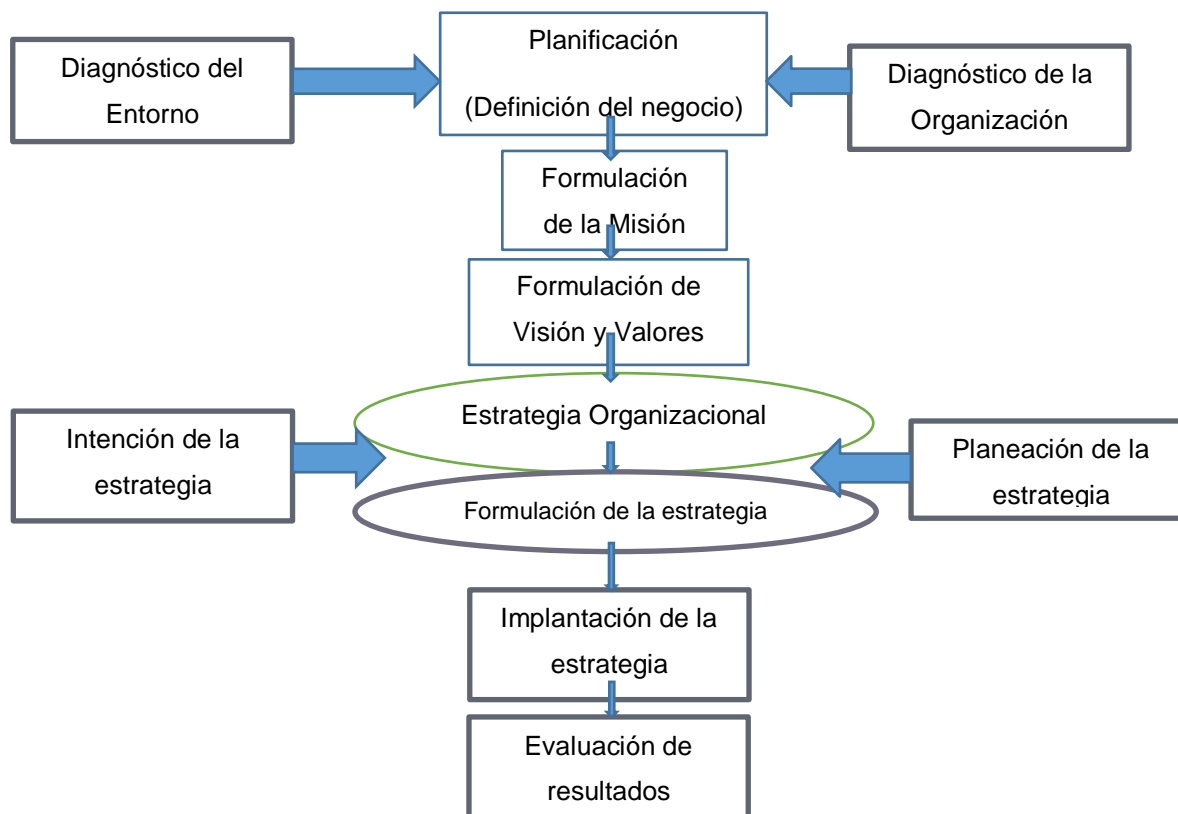 Planificación
(Definición del negocio)
Diagnóstico del
Entorno
Diagnóstico de la
Organización
Formulación
de la Misión
Formulación de
Visión y Valores
Estrategia Organizacional
Intención de la
estrategia
Planeación de la
estrategia
Formulación de la estrategia
Implantación de la
estrategia
Evaluación de
resultados